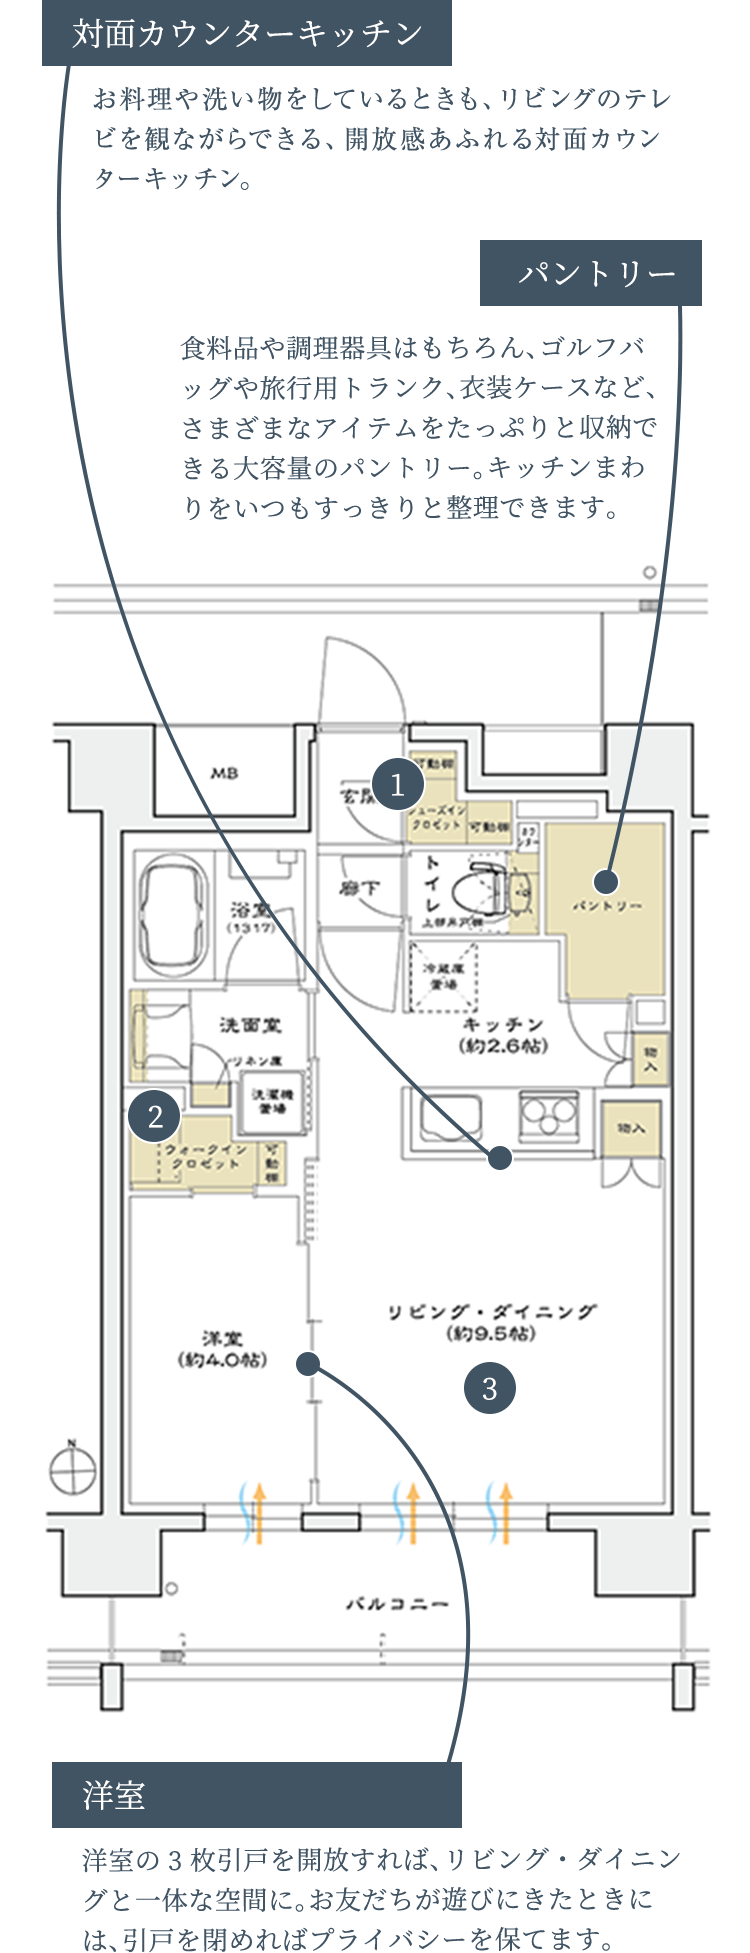 対面カウンターキッチン
お料理や洗い物をしているときも、リビングのテレ
ビを観ながらできる、開放感あふれる対面カウン
ターキッチン。
パントリー
食料品や調理器具はもちろん、ゴルフバ
ッグや旅行用トランク、衣装ケースなど、
さまざまなアイテムをたっぷりと収納で
きる大容量のパントリー。キッチンまわ
りをいつもすっきりと整理できます。
MB
1
可動棚
シューズイン
クロゼット
可動棚
トイレ
上部吊戸棚
パントリー
廊下
浴室
(1317)
冷蔵庫
置場
キッチン
(約2.6帖)
洗面室
リネン庫
洗濯機
置場
物入
物入
2
ウォークイン
クロゼット
可動棚
リビング・ダイニング
(約9.5帖)
洋室
(約4.0帖)
3
N
バルコニー
洋室
洋室の3枚引戸を開放すれば、リビング・ダイニン
グと一体な空間に。お友だちが遊びにきたときに
は、引戸を閉めればプライバシーを保てます。